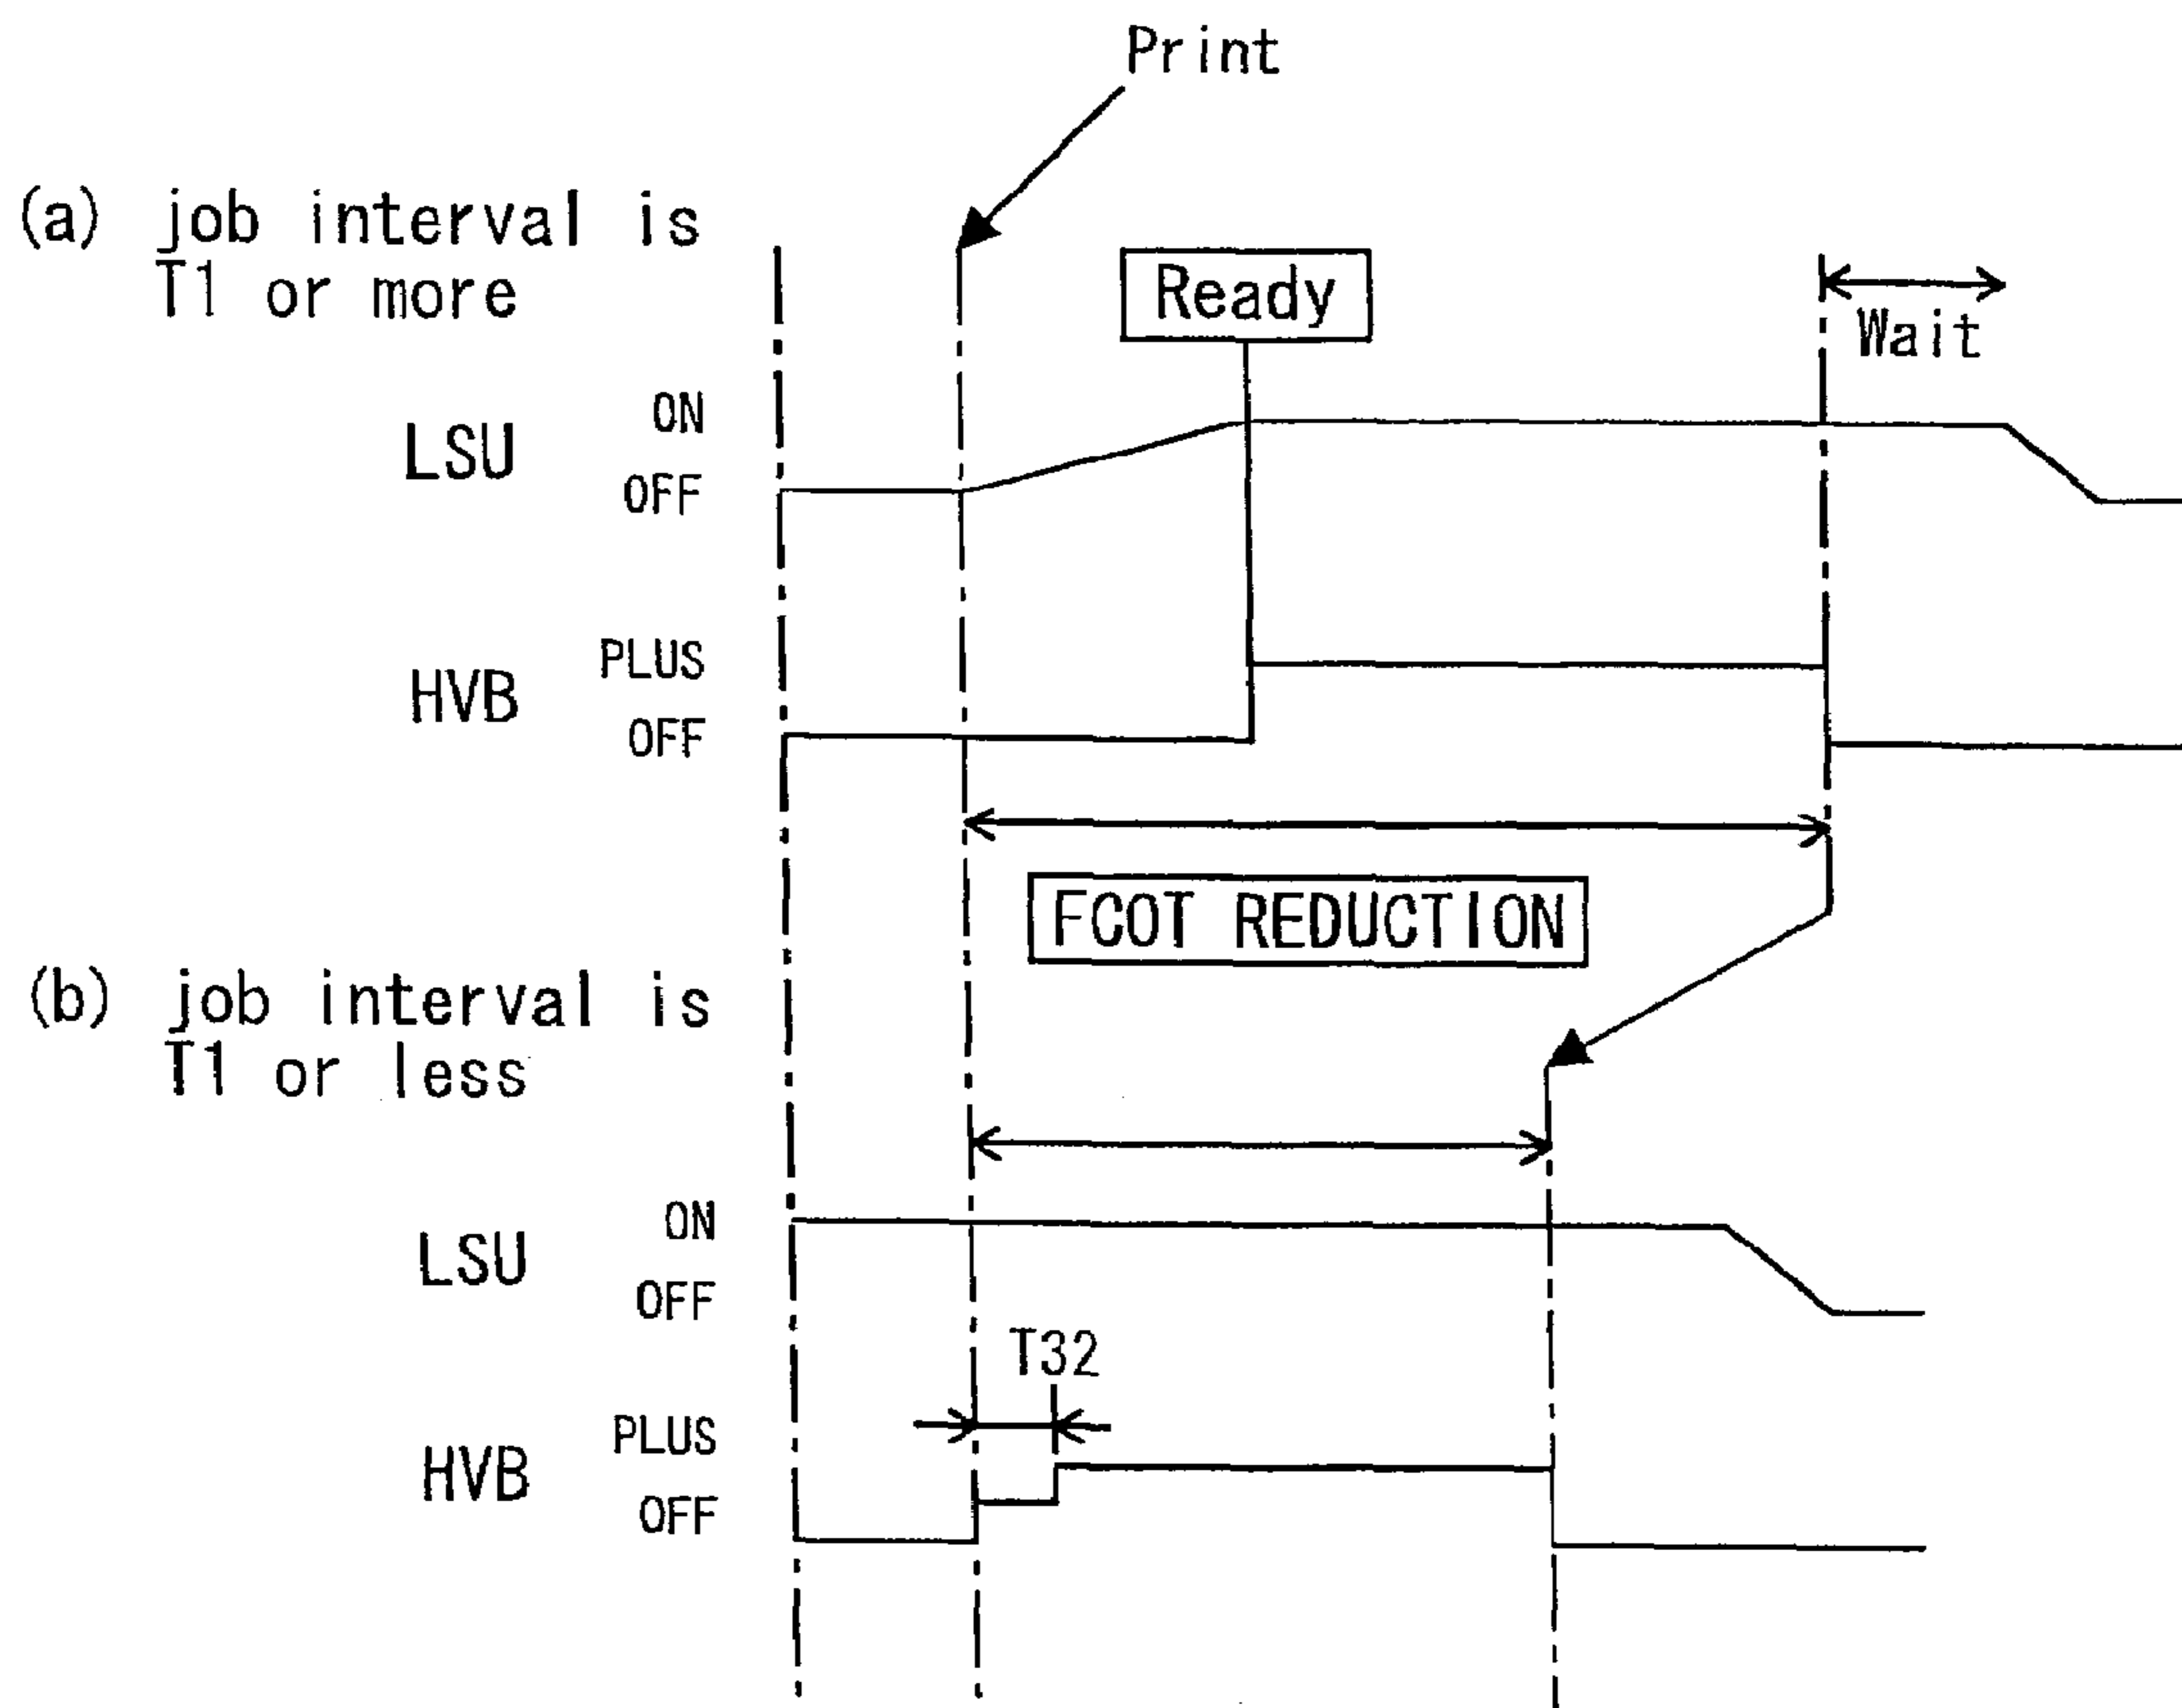 Print
(a) job interval is
T1 or more
Ready
Wait
ON
LSU
OFF
PLUS
HVB
OFF
FCOT REDUCTION
(b) job interval is
T1 or less
ON
LSU
OFF
T32
PLUS
HVB
OFF